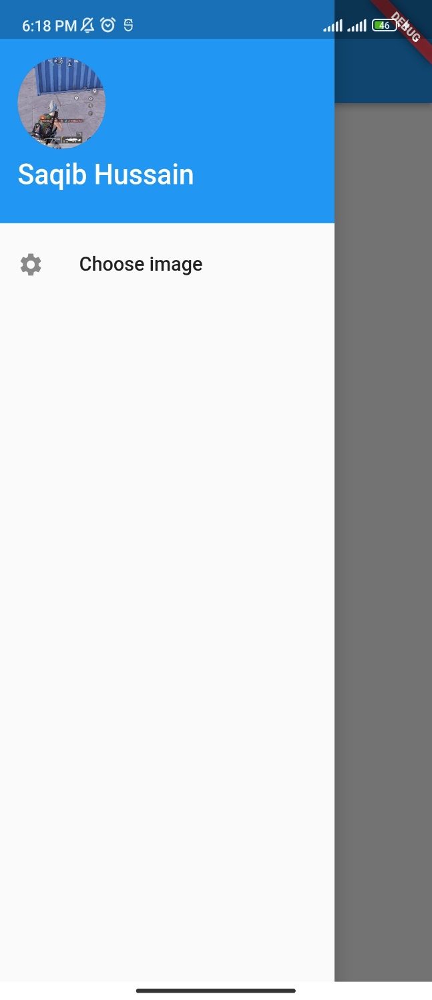 6:18 PM
46
DEBUG
Saqib Hussain
Choose image